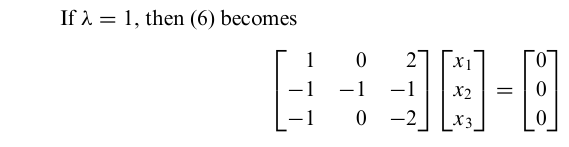 If λ = 1, then (6) becomes
[ 1 0 2 ] [x₁] [0]
[ −1 −1 −1 ] [x₂] = [0]
[ −1 0 −2 ] [x₃] [0]